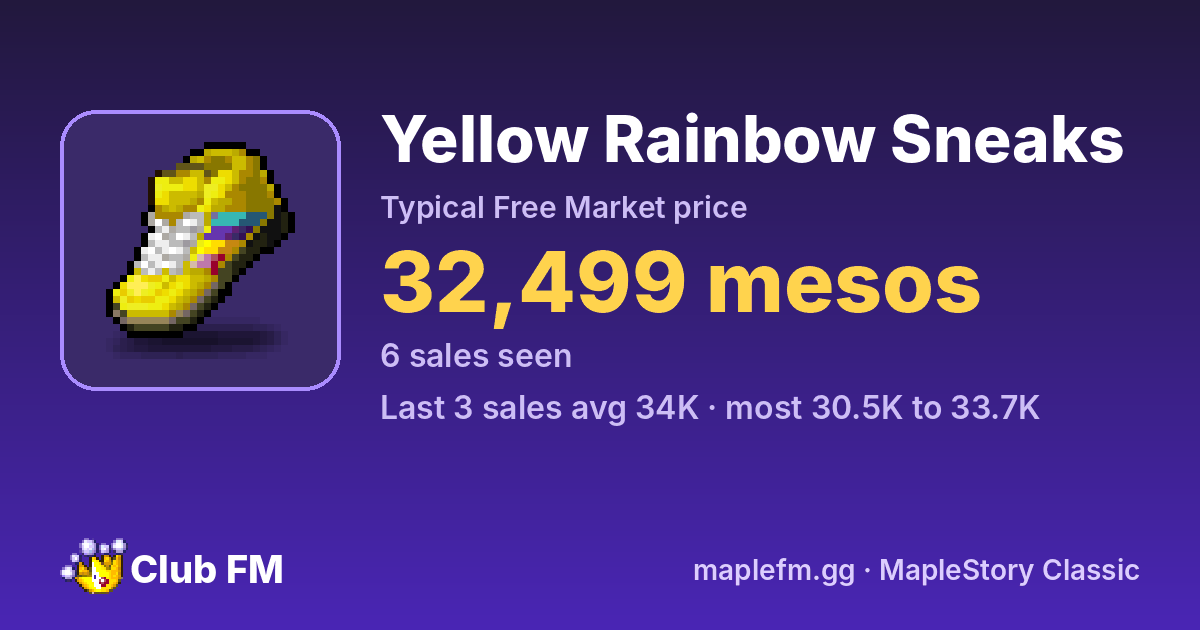 Yellow Rainbow Sneaks
Typical Free Market price
32,499 mesos
6 sales seen
Last 3 sales avg 34K · most 30.5K to 33.7K
Club FM
maplefm.gg · MapleStory Classic